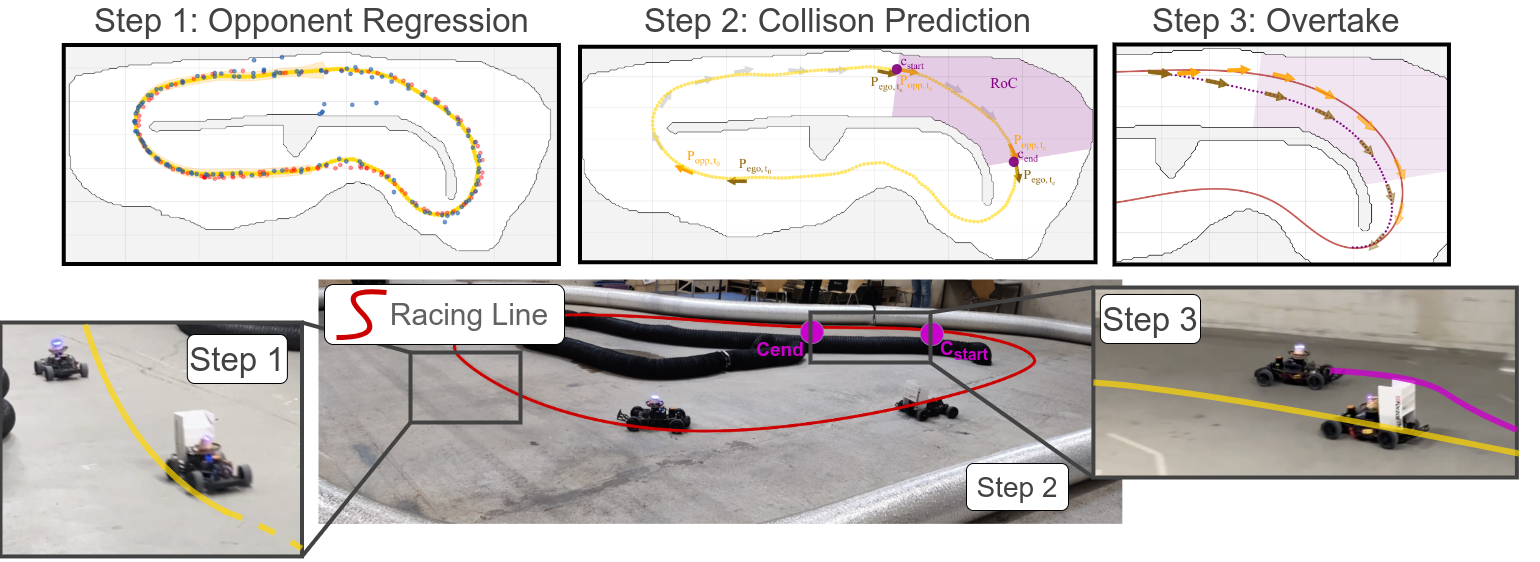 Step 1: Opponent Regression
Step 2: Collison Prediction
Step 3: Overtake
c_start
RoC
P_ego, t_s
P_opp, t_s
P_opp, t_0
P_ego, t_0
P_opp, t_e
c_end
P_ego, t_e
Racing Line
Step 1
Cend
C_start
Step 2
Step 3